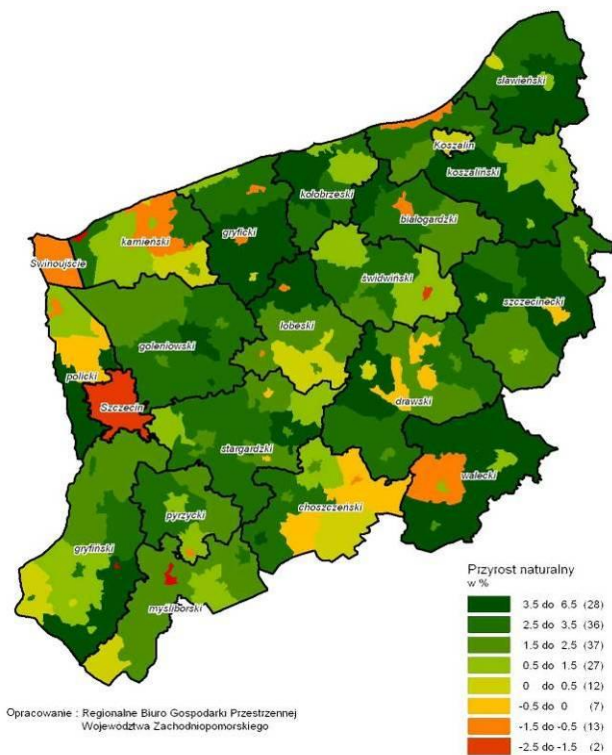 sławieński
Koszalin
koszaliński
kołobrzeski
białogardzki
gryficki
kamieński
Świnoujście
świdwiński
szczecinecki
łobeski
goleniowski
policki
drawski
Szczecin
stargardzki
wałecki
choszczeński
pyrzycki
gryfiński
myśliborski
Przyrost naturalny
w %
3.5 do 6.5 (28)
2.5 do 3.5 (36)
1.5 do 2.5 (37)
0.5 do 1.5 (27)
0 do 0.5 (12)
-0.5 do 0 (7)
-1.5 do -0.5 (13)
-2.5 do -1.5 (2)
Opracowanie : Regionalne Biuro Gospodarki Przestrzennej
Województwa Zachodniopomorskiego